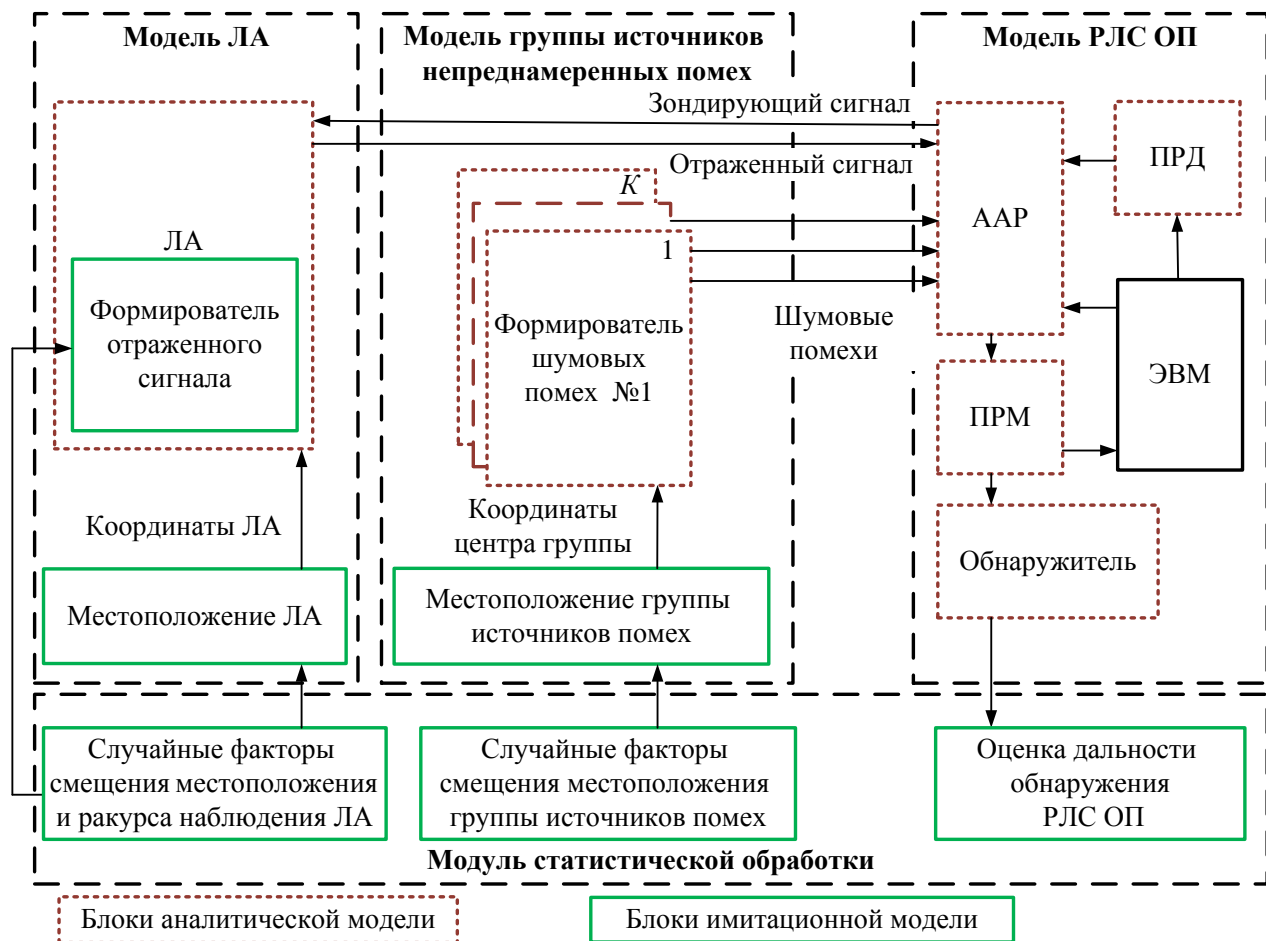 Модель ЛА
Модель группы источников
непреднамеренных помех
Модель РЛС ОП
Зондирующий сигнал
Отраженный сигнал
ПРД
K
ААР
ЛА
1
Формирователь
отраженного
сигнала
Формирователь
шумовых
помех №1
Шумовые
помехи
ЭВМ
ПРМ
Координаты ЛА
Координаты
центра группы
Обнаружитель
Местоположение ЛА
Местоположение группы
источников помех
Случайные факторы
смещения местоположения
и ракурса наблюдения ЛА
Случайные факторы
смещения местоположения
группы источников помех
Оценка дальности
обнаружения
РЛС ОП
Модуль статистической обработки
Блоки аналитической модели
Блоки имитационной модели